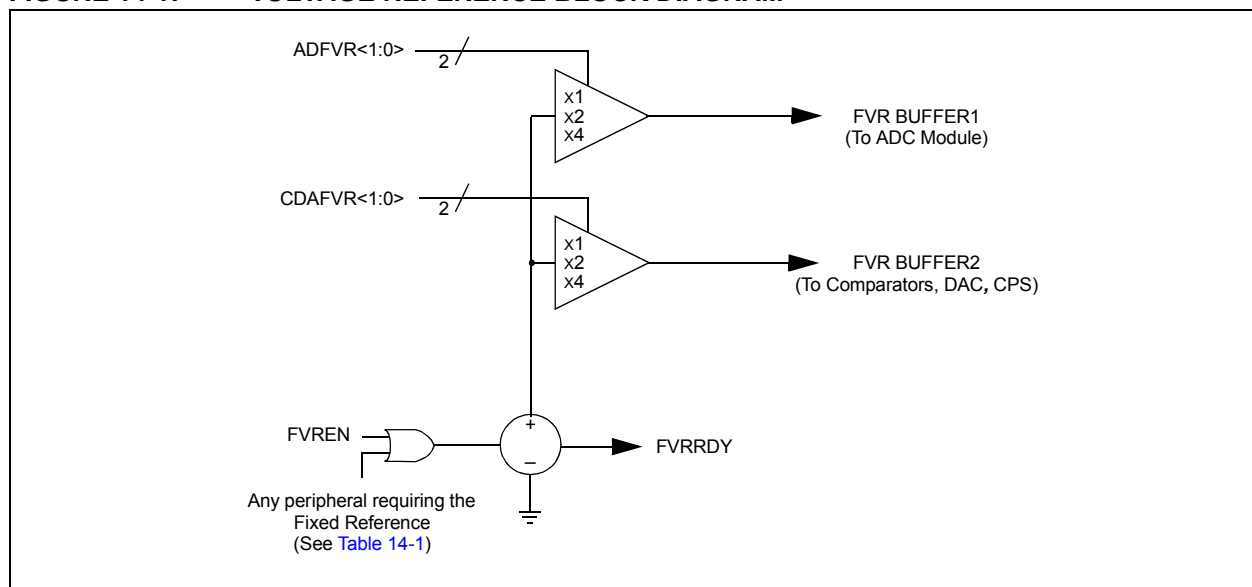 ADFVR<1:0>
2
X1
X2
X4
FVR BUFFER1
(To ADC Module)
CDAFVR<1:0>
2
X1
X2
X4
FVR BUFFER2
(To Comparators, DAC, CPS)
+
FVREN
FVRRDY
_
Any peripheral requiring the
Fixed Reference
(See Table 14-1)